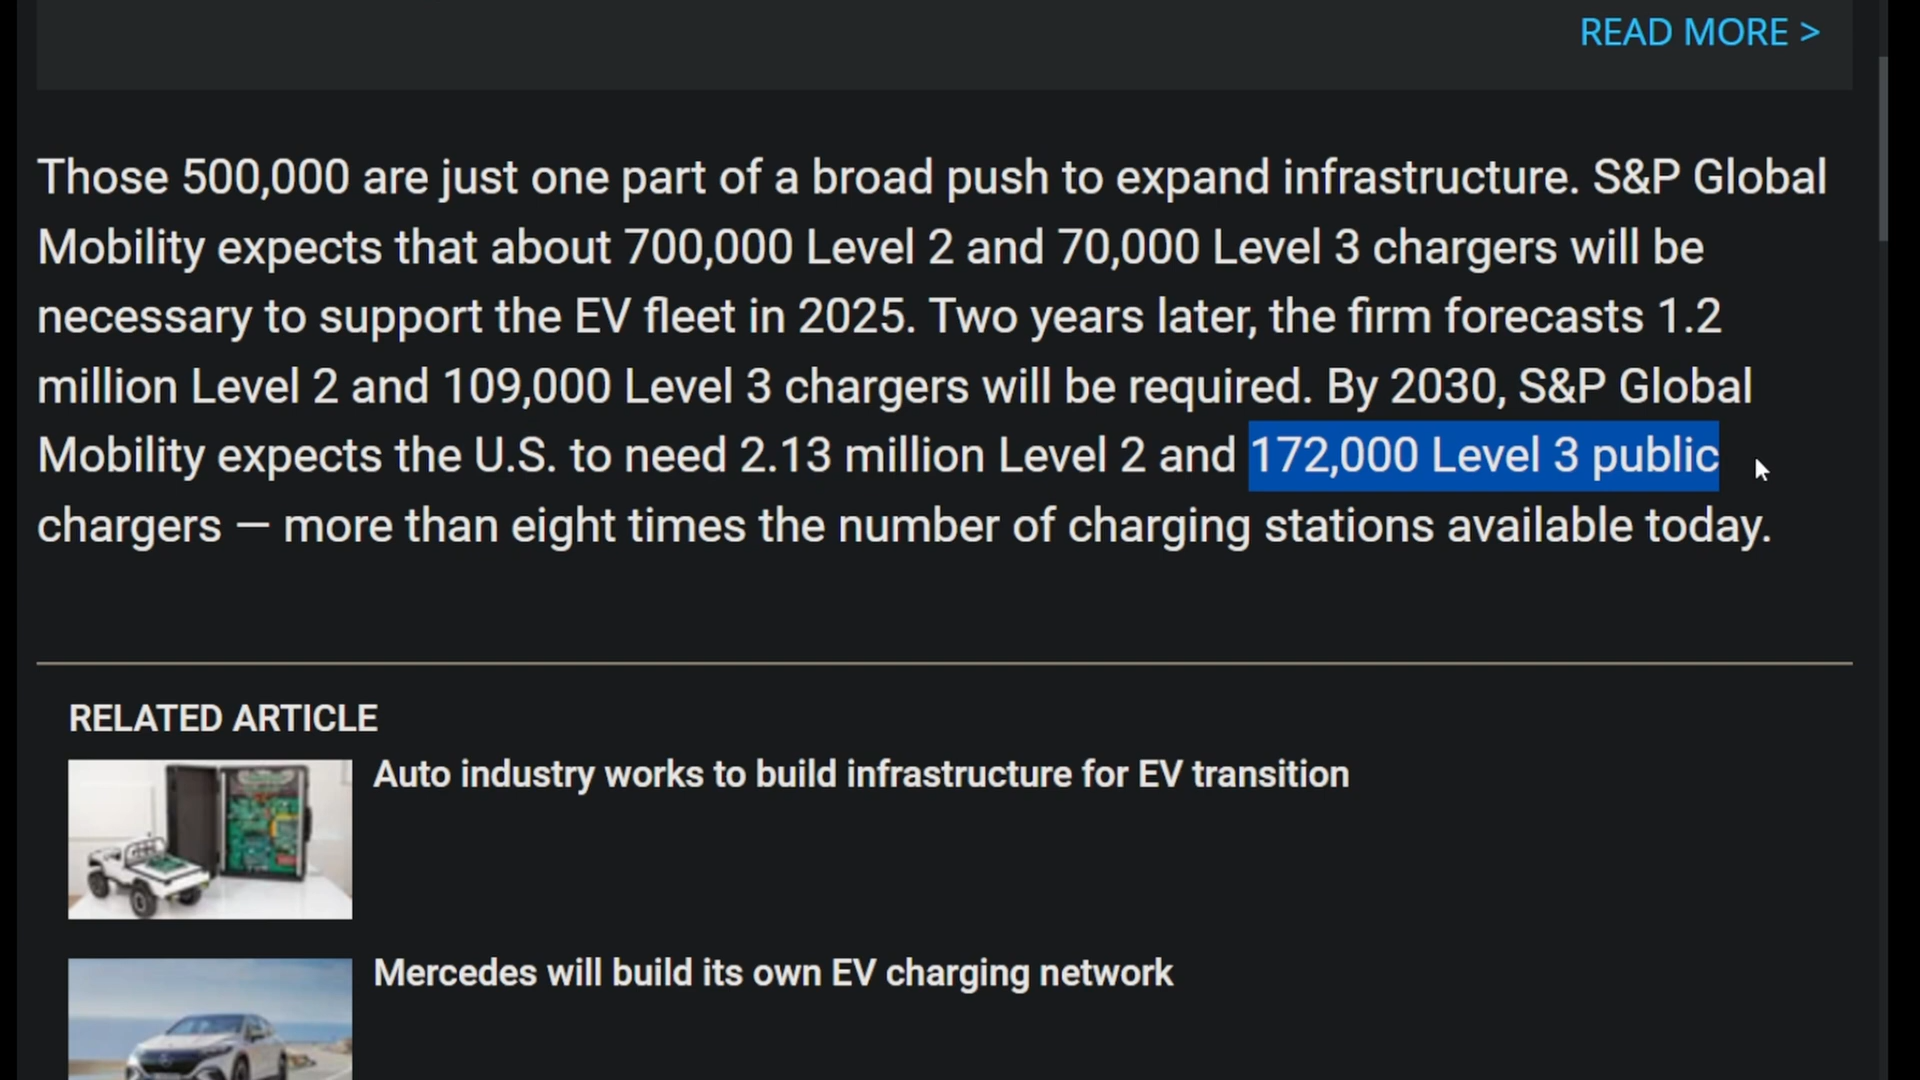 READ MORE >
Those 500,000 are just one part of a broad push to expand infrastructure. S&P Global
Mobility expects that about 700,000 Level 2 and 70,000 Level 3 chargers will be
necessary to support the EV fleet in 2025. Two years later, the firm forecasts 1.2
million Level 2 and 109,000 Level 3 chargers will be required. By 2030, S&P Global
Mobility expects the U.S. to need 2.13 million Level 2 and 172,000 Level 3 public
chargers — more than eight times the number of charging stations available today.
RELATED ARTICLE
Auto industry works to build infrastructure for EV transition
Mercedes will build its own EV charging network